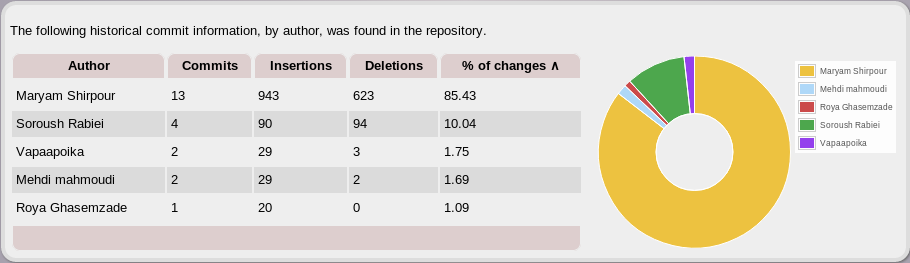 The following historical commit information, by author, was found in the repository.
Author Commits Insertions Deletions % of changes ∧
Maryam Shirpour 13 943 623 85.43
Soroush Rabiei 4 90 94 10.04
Vapaapoika 2 29 3 1.75
Mehdi mahmoudi 2 29 2 1.69
Roya Ghasemzade 1 20 0 1.09
Maryam Shirpour
Mehdi mahmoudi
Roya Ghasemzade
Soroush Rabiei
Vapaapoika